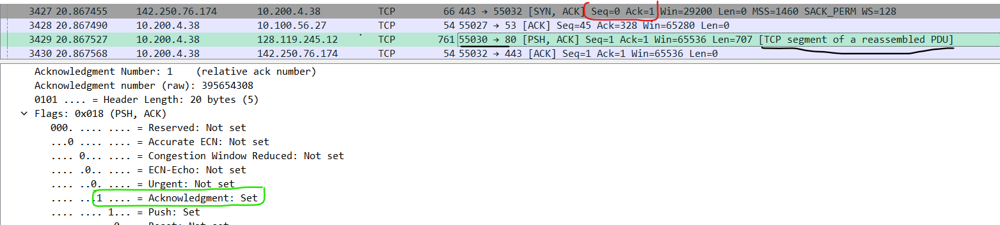 3427 20.867455 142.250.76.174 10.200.4.38 TCP 66 443 → 55032 [SYN, ACK] Seq=0 Ack=1 Win=29200 Len=0 MSS=1460 SACK_PERM WS=128
3428 20.867490 10.200.4.38 10.100.56.27 TCP 54 55027 → 53 [ACK] Seq=45 Ack=328 Win=65280 Len=0
3429 20.867527 10.200.4.38 128.119.245.12 TCP 761 55030 → 80 [PSH, ACK] Seq=1 Ack=1 Win=65536 Len=707 [TCP segment of a reassembled PDU]
3430 20.867568 10.200.4.38 142.250.76.174 TCP 54 55032 → 443 [ACK] Seq=1 Ack=1 Win=65536 Len=0
Acknowledgment Number: 1 (relative ack number)
Acknowledgment number (raw): 395654308
0101 .... = Header Length: 20 bytes (5)
Flags: 0x018 (PSH, ACK)
000. .... .... = Reserved: Not set
...0 .... .... = Accurate ECN: Not set
.... 0... .... = Congestion Window Reduced: Not set
.... .0.. .... = ECN-Echo: Not set
.... ..0. .... = Urgent: Not set
.... ...1 .... = Acknowledgment: Set
.... .... 1... = Push: Set